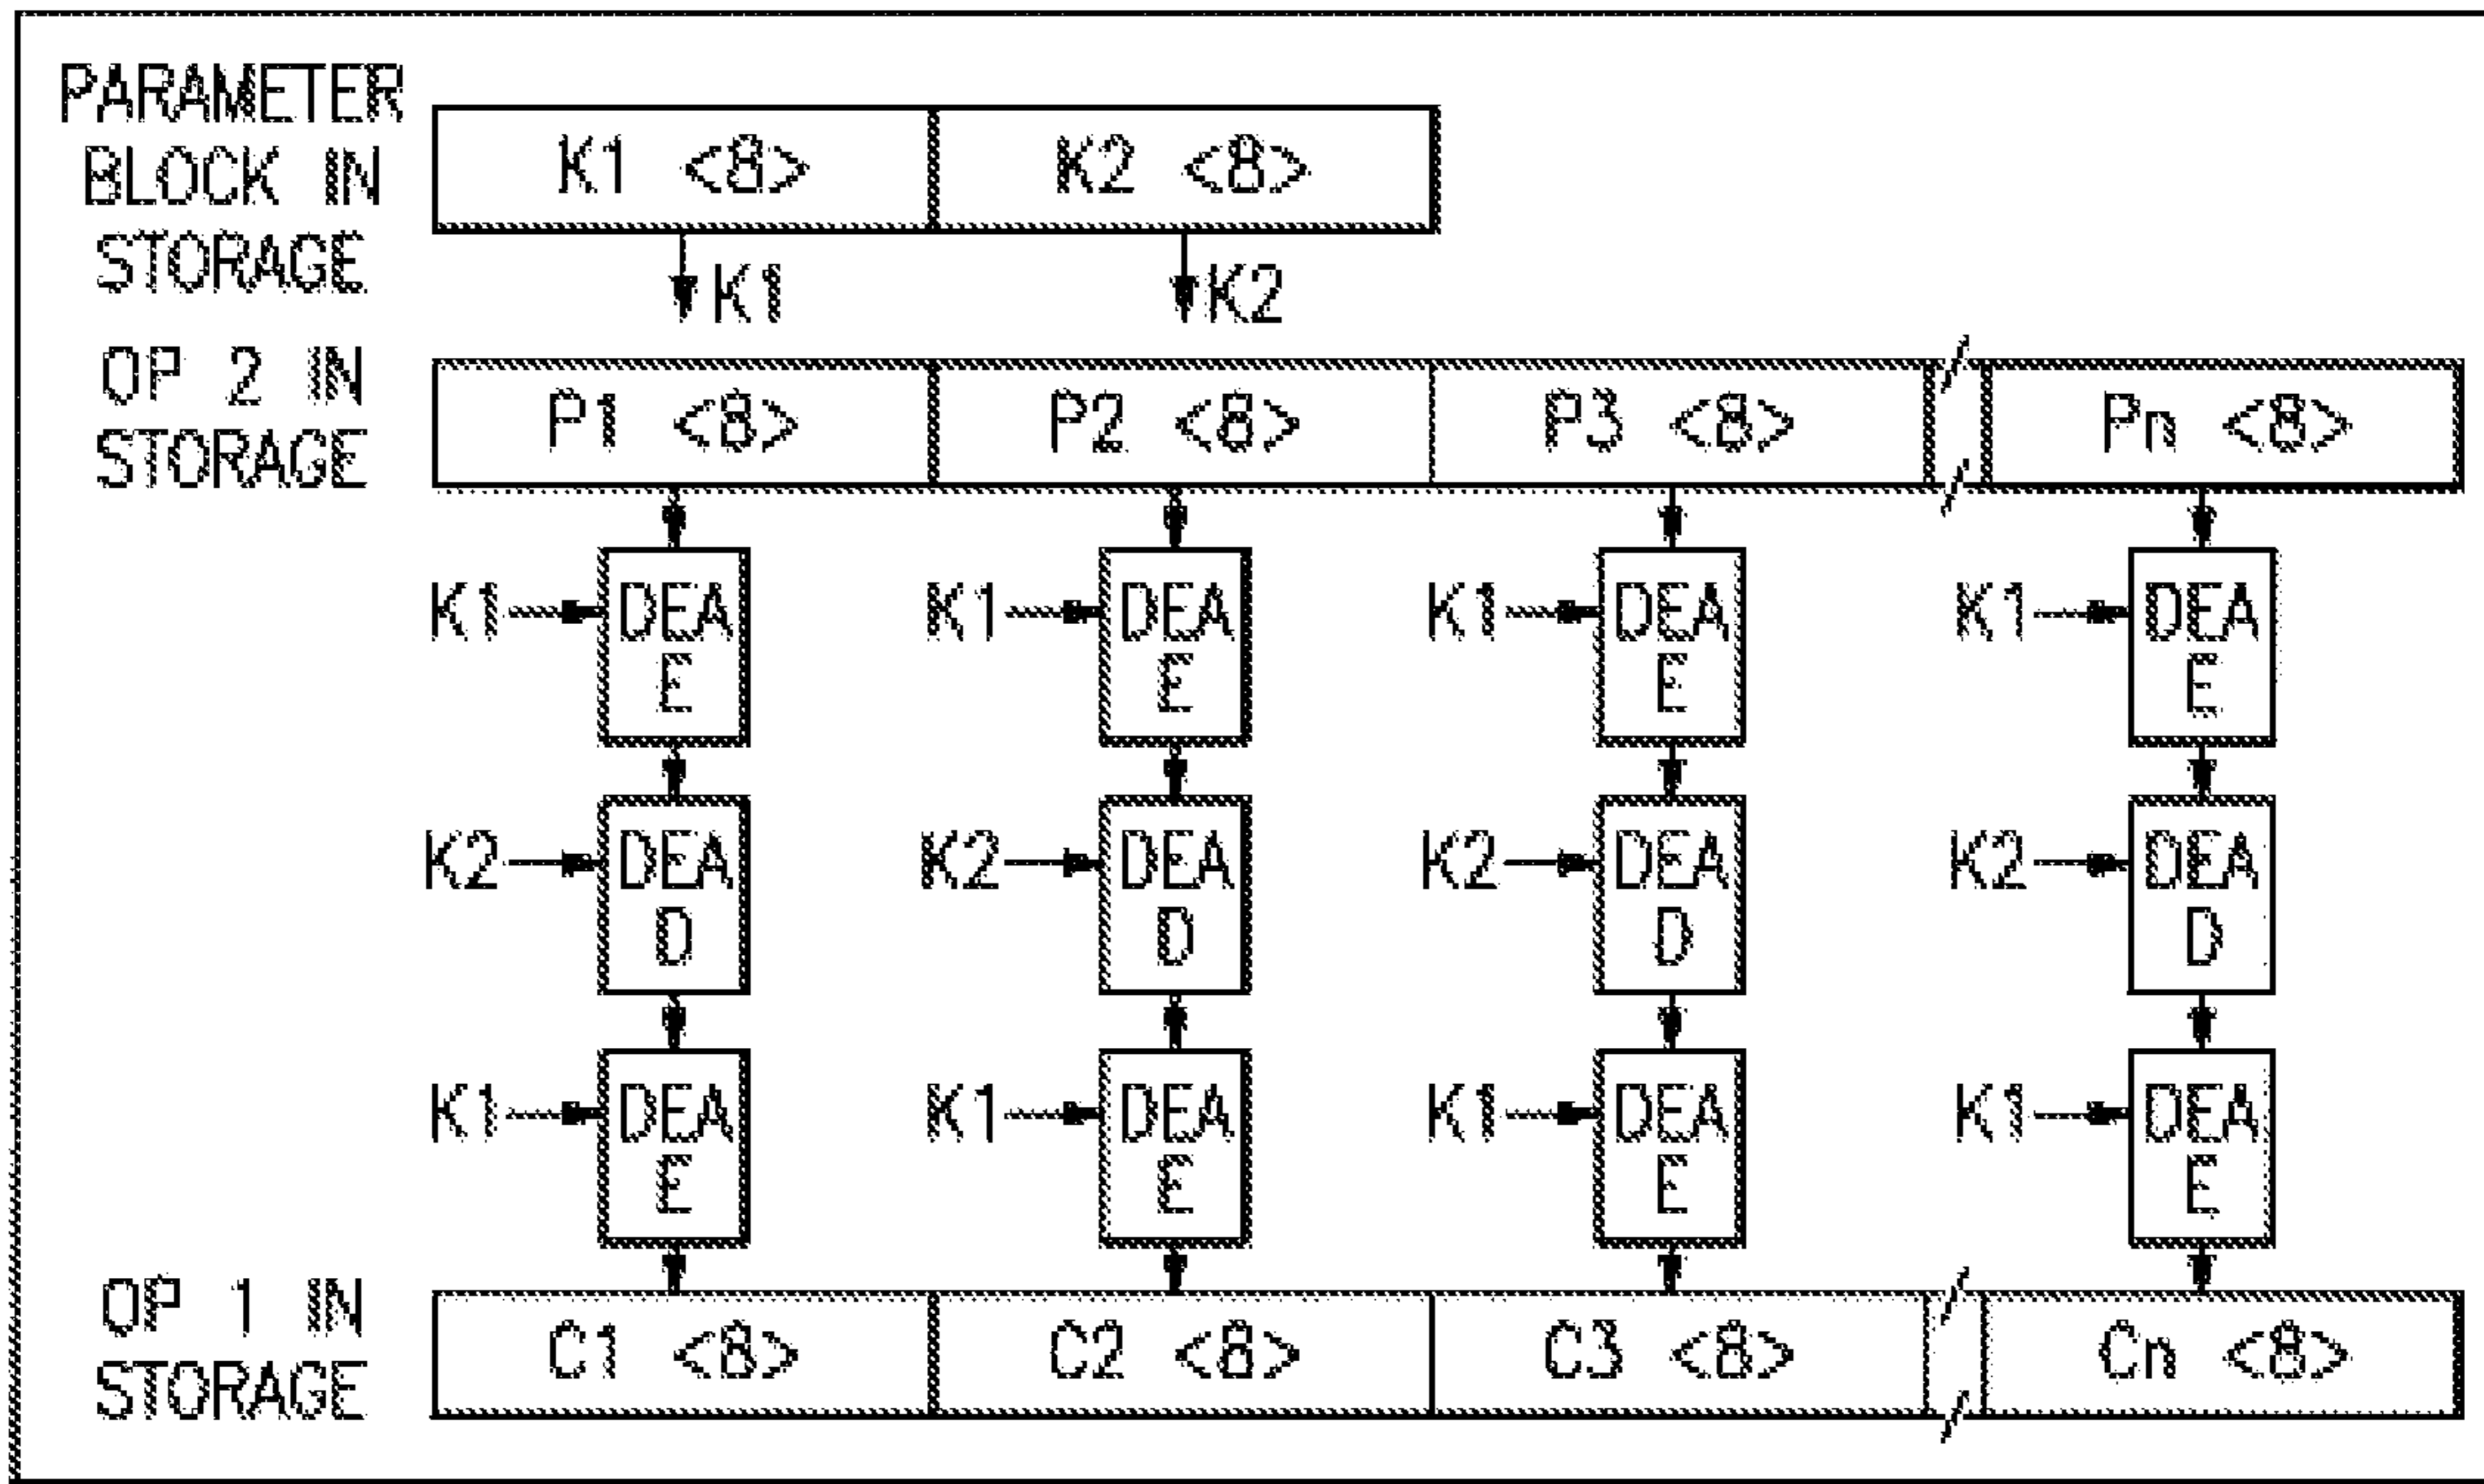 PARAMETER
BLOCK IN
STORAGE
K1 <8> K2 <8>
K1 K2
OP 2 IN
STORAGE
P1 <8> P2 <8> P3 <8> Pn <8>
K1 DEA K1 DEA K1 DEA K1 DEA
E E E E
K2 DEA K2 DEA K2 DEA K2 DEA
D D D D
K1 DEA K1 DEA K1 DEA K1 DEA
E E E E
OP 1 IN
STORAGE
C1 <8> C2 <8> C3 <8> Cn <8>